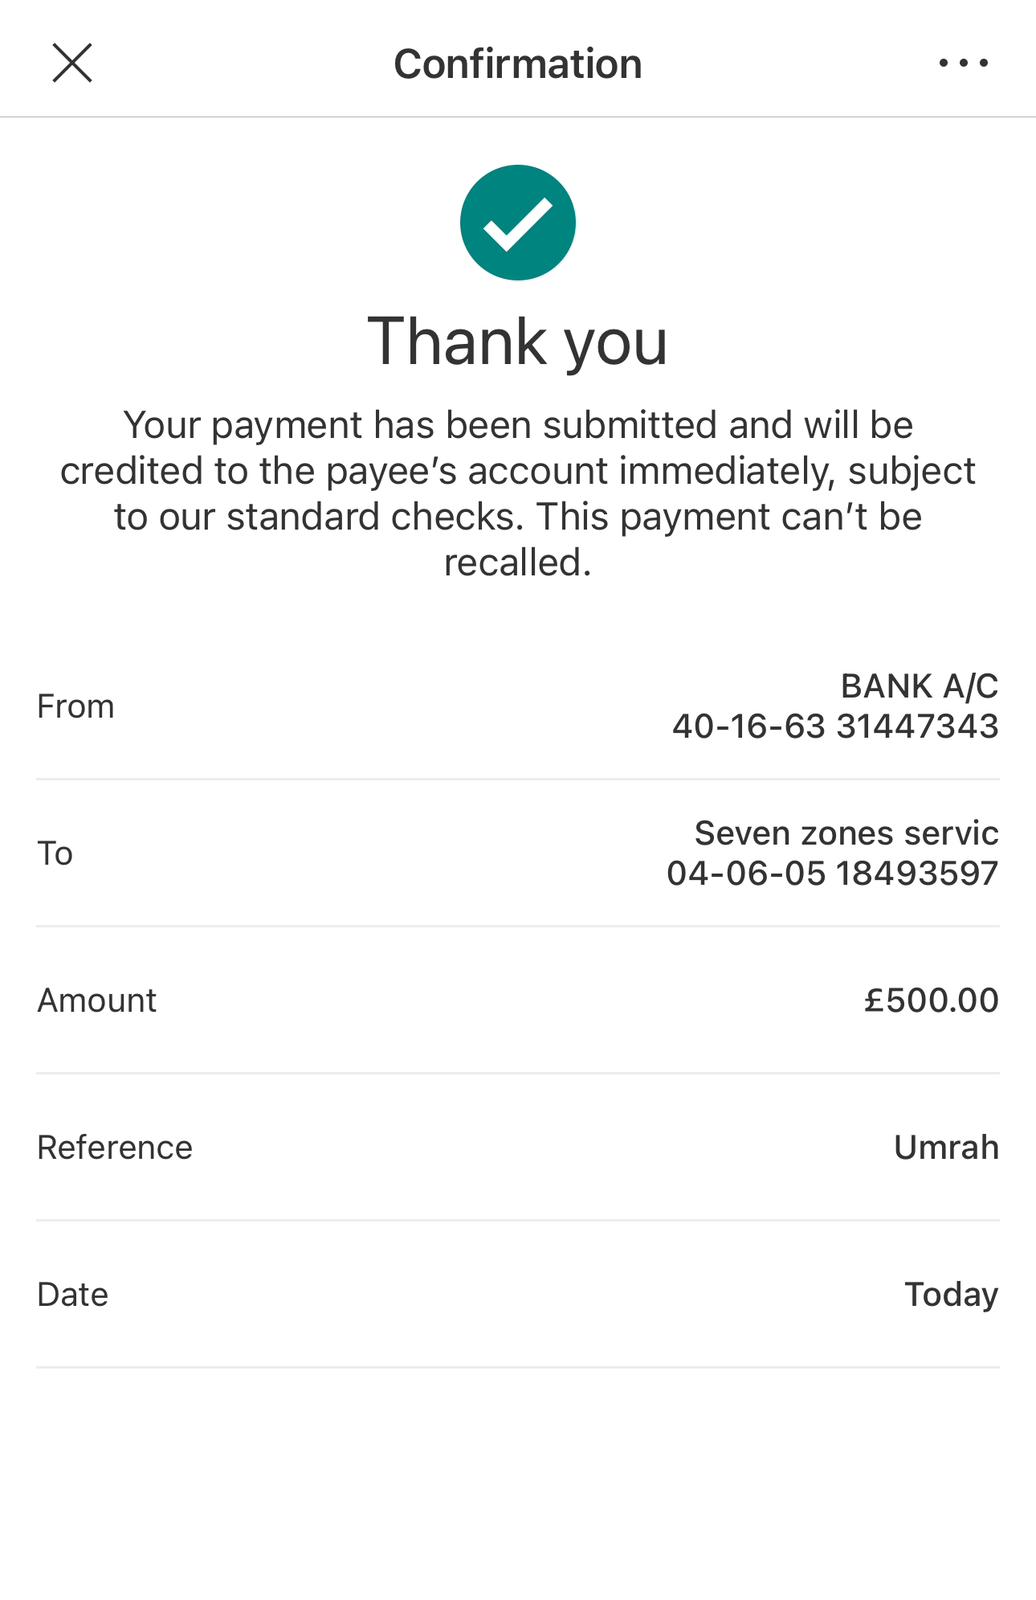 Confirmation
Thank you
Your payment has been submitted and will be
credited to the payee’s account immediately, subject
to our standard checks. This payment can’t be
recalled.
From
BANK A/C
40-16-63 31447343
To
Seven zones servic
04-06-05 18493597
Amount
£500.00
Reference
Umrah
Date
Today